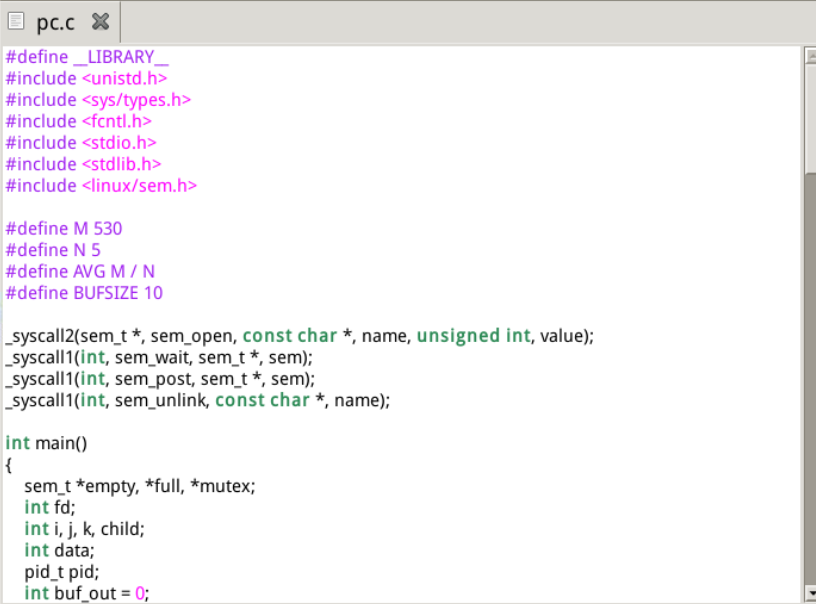 pc.c
#define __LIBRARY__
#include <unistd.h>
#include <sys/types.h>
#include <fcntl.h>
#include <stdio.h>
#include <stdlib.h>
#include <linux/sem.h>
#define M 530
#define N 5
#define AVG M / N
#define BUFSIZE 10
_syscall2(sem_t *, sem_open, const char *, name, unsigned int, value);
_syscall1(int, sem_wait, sem_t *, sem);
_syscall1(int, sem_post, sem_t *, sem);
_syscall1(int, sem_unlink, const char *, name);
int main()
{
    sem_t *empty, *full, *mutex;
    int fd;
    int i, j, k, child;
    int data;
    pid_t pid;
    int buf_out = 0;